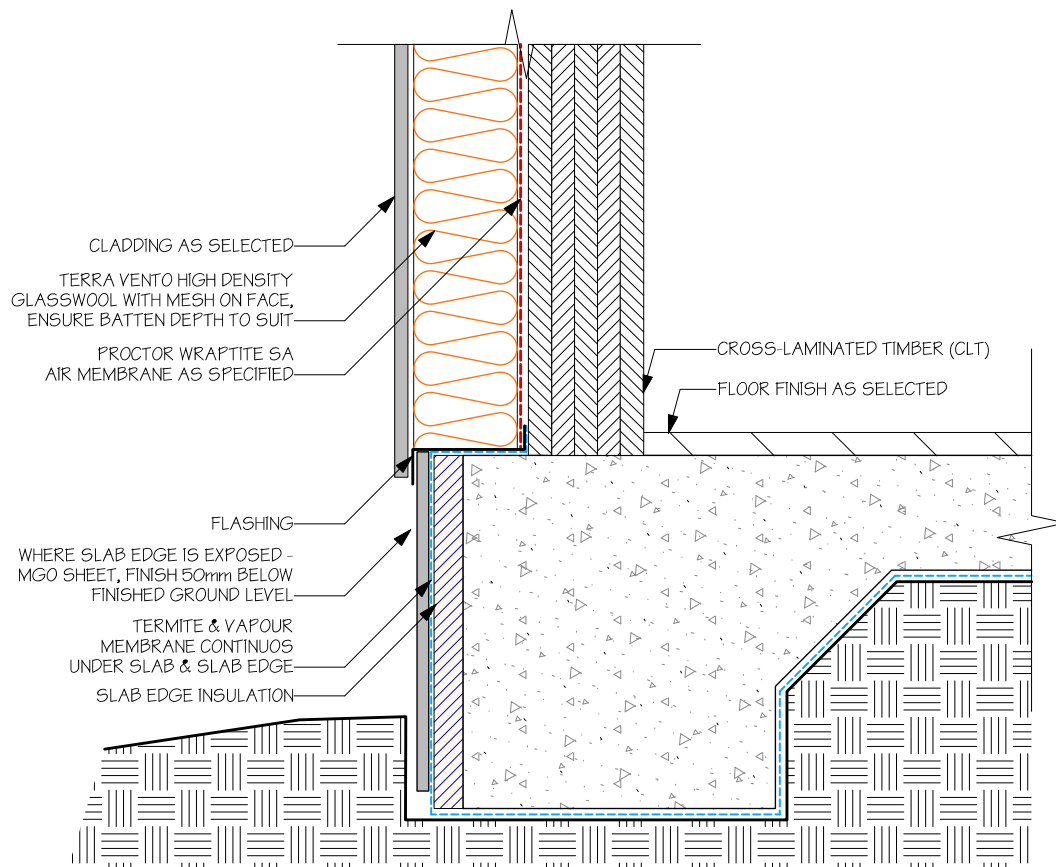 CLADDING AS SELECTED
TERRA VENTO HIGH DENSITY
GLASSWOOL WITH MESH ON FACE,
ENSURE BATTEN DEPTH TO SUIT
PROCTOR WRAPTITE SA
AIR MEMBRANE AS SPECIFIED
CROSS-LAMINATED TIMBER (CLT)
FLOOR FINISH AS SELECTED
FLASHING
WHERE SLAB EDGE IS EXPOSED -
MGO SHEET, FINISH 50mm BELOW
FINISHED GROUND LEVEL
TERMITE & VAPOUR
MEMBRANE CONTINUOS
UNDER SLAB & SLAB EDGE
SLAB EDGE INSULATION